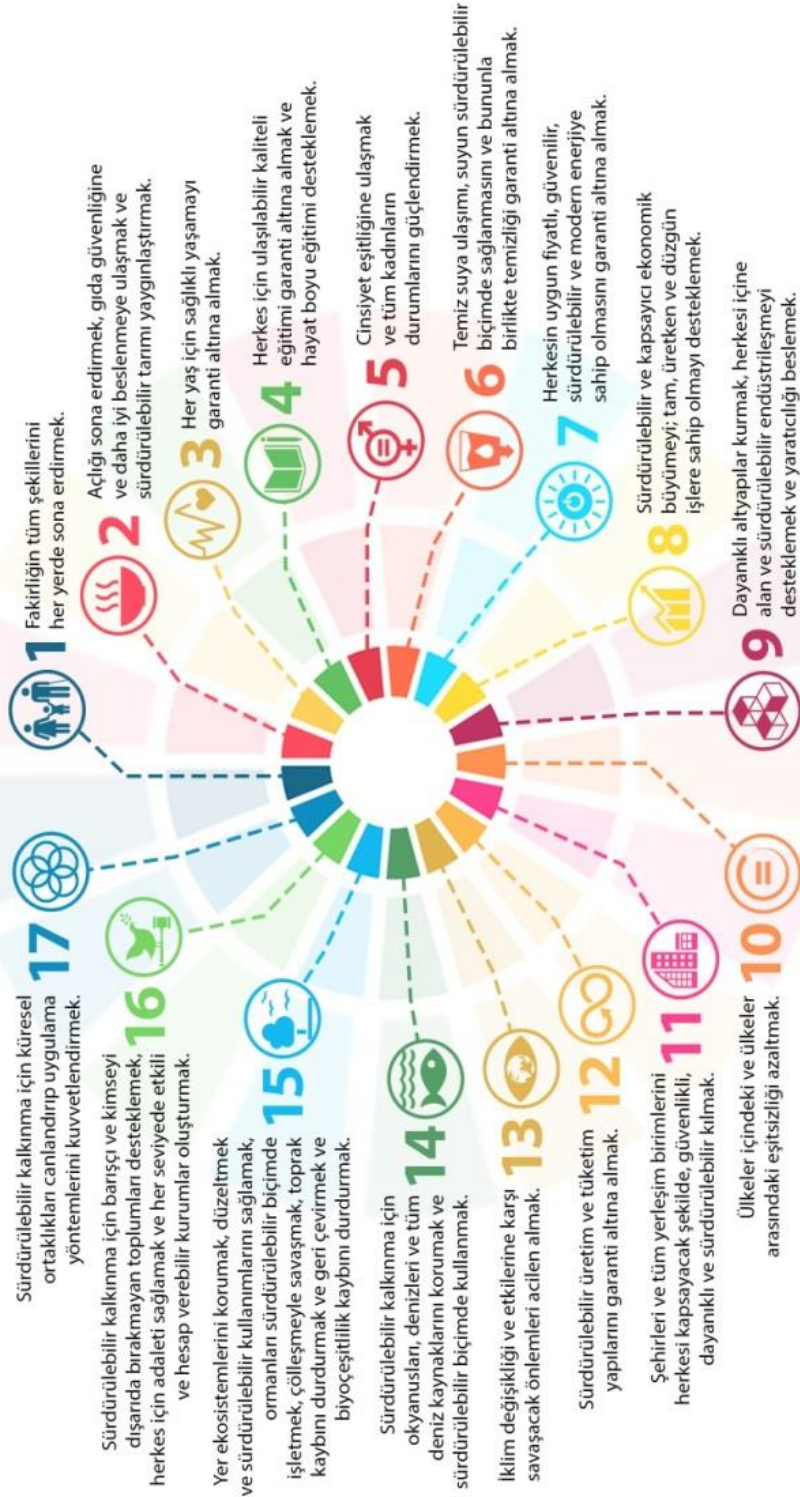 1
Fakirliğin tüm şekillerini
her yerde sona erdirmek.
2
Açlığı sona erdirmek, gıda güvenliğine
ve daha iyi beslenmeye ulaşmak ve
sürdürülebilir tarımı yaygınlaştırmak.
3
Her yaş için sağlıklı yaşamayı
garanti altına almak.
4
Herkes için ulaşılabilir kaliteli
eğitimi garanti altına almak ve
hayat boyu eğitimi desteklemek.
5
Cinsiyet eşitliğine ulaşmak
ve tüm kadınların
durumlarını güçlendirmek.
6
Temiz suya ulaşımı, suyun sürdürülebilir
biçimde sağlanmasını ve bununla
birlikte temizliği garanti altına almak.
7
Herkesin uygun fiyatlı, güvenilir,
sürdürülebilir ve modern enerjiye
sahip olmasını garanti altına almak.
8
Sürdürülebilir ve kapsayıcı ekonomik
büyümeyi; tam, üretken ve düzgün
işlere sahip olmayı desteklemek.
9
Dayanıklı altyapılar kurmak, herkesi içine
alan ve sürdürülebilir endüstrileşmeyi
desteklemek ve yaratıcılığı beslemek.
10
Ülkeler içindeki ve ülkeler
arasındaki eşitsizliği azaltmak.
11
Şehirleri ve tüm yerleşim birimlerini
herkesi kapsayacak şekilde, güvenlikli,
dayanıklı ve sürdürülebilir kılmak.
12
Sürdürülebilir üretim ve tüketim
yapılarını garanti altına almak.
13
İklim değişikliği ve etkilerine karşı
savaşacak önlemleri acilen almak.
14
Sürdürülebilir kalkınma için
okyanusları, denizleri ve tüm
deniz kaynaklarını korumak ve
sürdürülebilir biçimde kullanmak.
15
Yer ekosistemlerini korumak, düzeltmek
ve sürdürülebilir kullanımlarını sağlamak,
ormanları sürdürülebilir biçimde
işletmek, çölleşmeyle savaşmak, toprak
kaybını durdurmak ve geri çevirmek ve
biyoçeşitlilik kaybını durdurmak.
16
Sürdürülebilir kalkınma için barışçı ve kimseyi
dışarıda bırakmayan toplumları desteklemek,
herkes için adaleti sağlamak ve her seviyede etkili
ve hesap verebilir kurumlar oluşturmak.
17
Sürdürülebilir kalkınma için küresel
ortaklıkları canlandırıp uygulama
yöntemlerini kuvvetlendirmek.